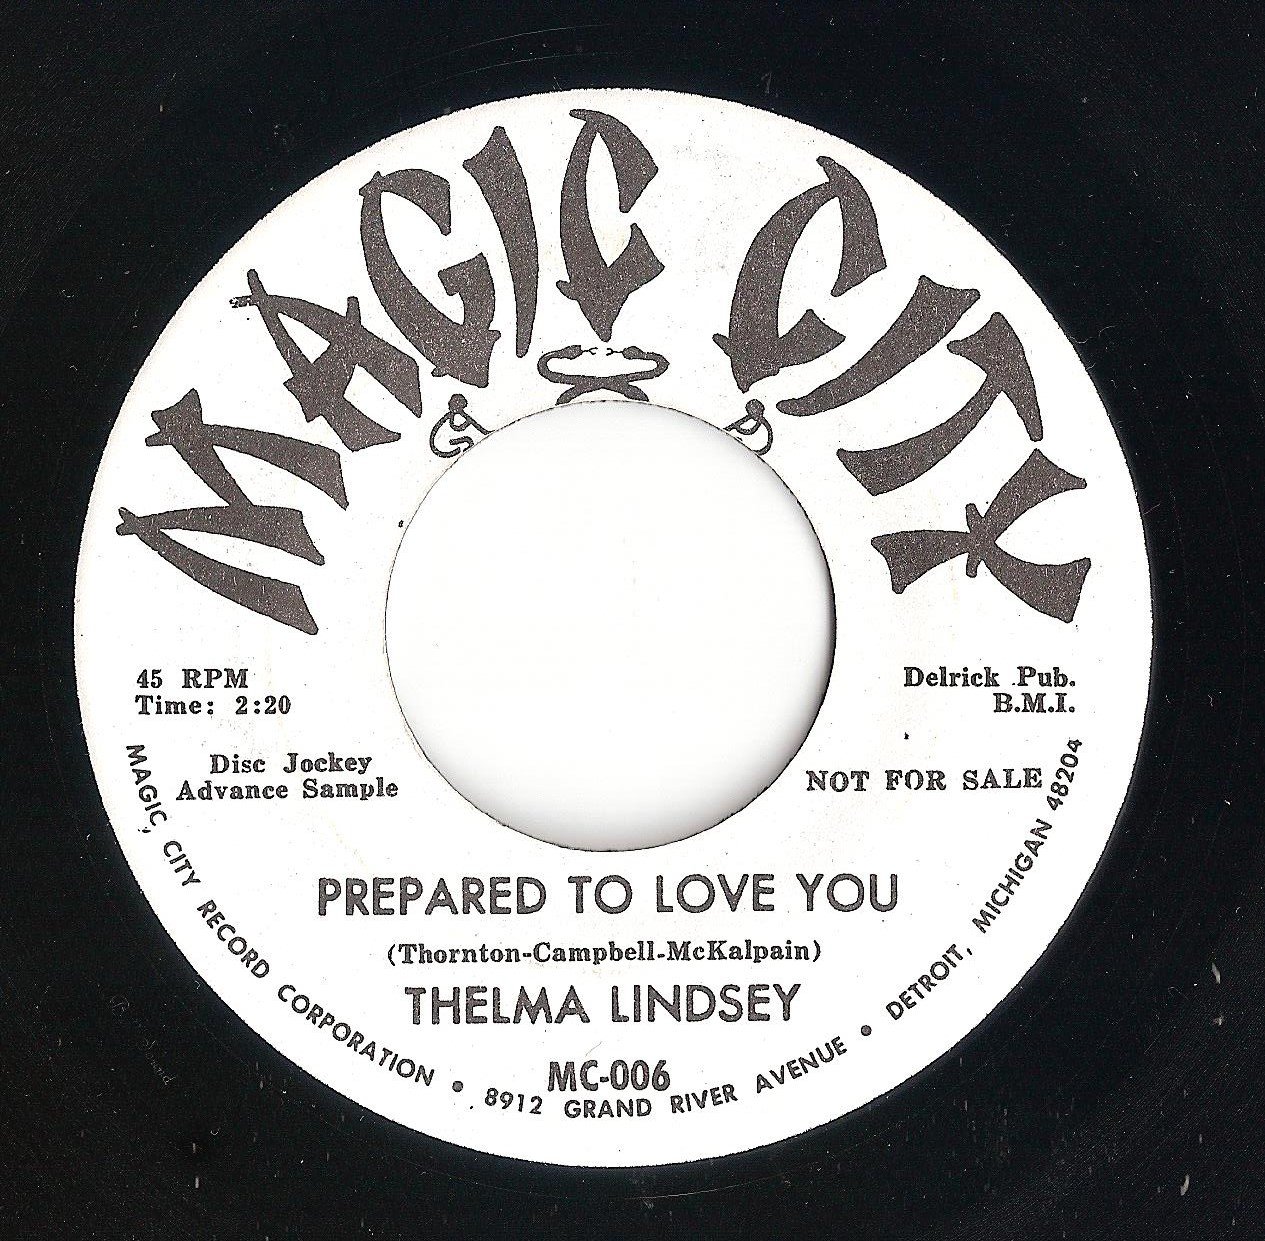 MAGIC CITY
45 RPM
Time: 2:20
Delrick Pub.
B.M.I.
Disc Jockey
Advance Sample
NOT FOR SALE
PREPARED TO LOVE YOU
(Thornton-Campbell-McKalpain)
THELMA LINDSEY
MC-006
MAGIC, CITY RECORD CORPORATION • 8912 GRAND RIVER AVENUE • DETROIT, MICHIGAN 48204